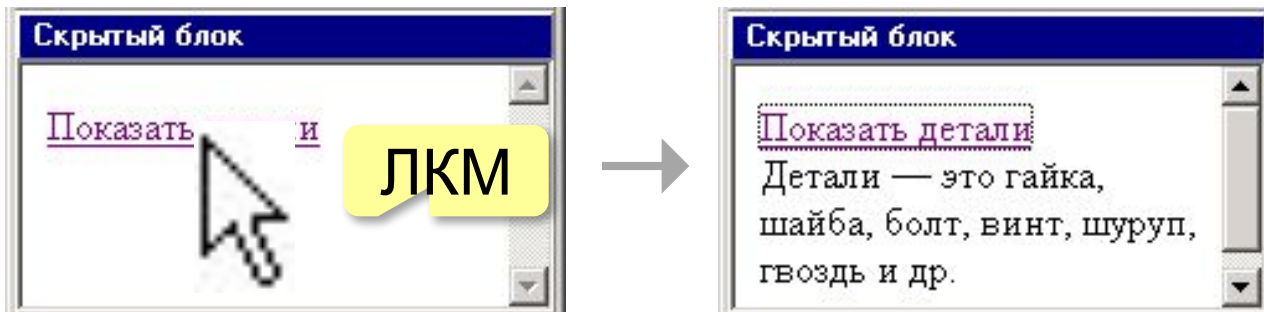 Скрытый блок
Показать и
ЛКМ
Скрытый блок
Показать детали
Детали — это гайка,
шайба, болт, винт, шуруп,
гвоздь и др.